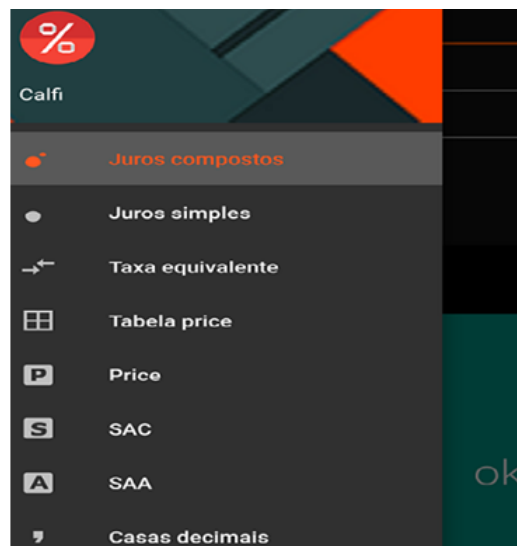 %
Calfi
Juros compostos
Juros simples
Taxa equivalente
Tabela price
P Price
S SAC
A SAA
, Casas decimais
ok